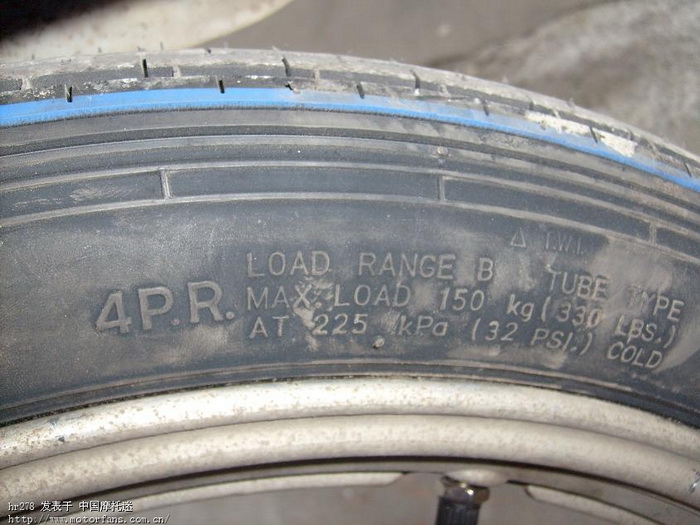 △ T.W.I.
LOAD RANGE B TUBE TYPE
4P.R. MAX. LOAD 150 kg (330 LBS.)
AT 225 kPa (32 PSI.) COLD
hr278 发表于 中国摩托迷
http://www.motorfans.com.cn/